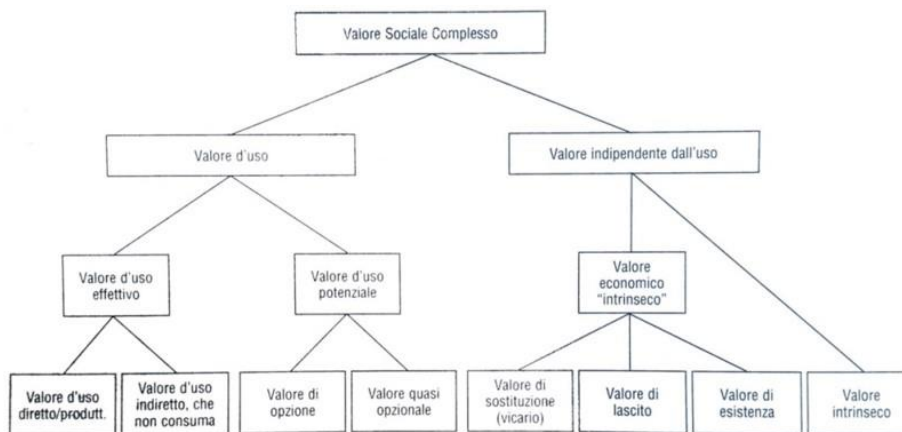 Valore Sociale Complesso
Valore d'uso
Valore indipendente dall'uso
Valore d'uso
effettivo
Valore d'uso
potenziale
Valore
economico
"intrinseco"
Valore d'uso
diretto/produtt.
Valore d'uso
indiretto, che
non consuma
Valore di
opzione
Valore quasi
opzionale
Valore di
sostituzione
(vicario)
Valore di
lascito
Valore di
esistenza
Valore
intrinseco